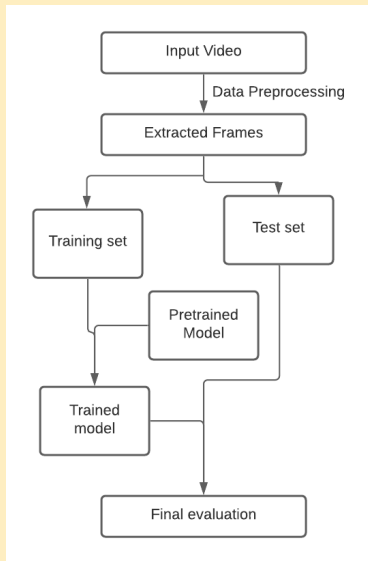 Input Video
Data Preprocessing
Extracted Frames
Training set
Test set
Pretrained
Model
Trained
model
Final evaluation